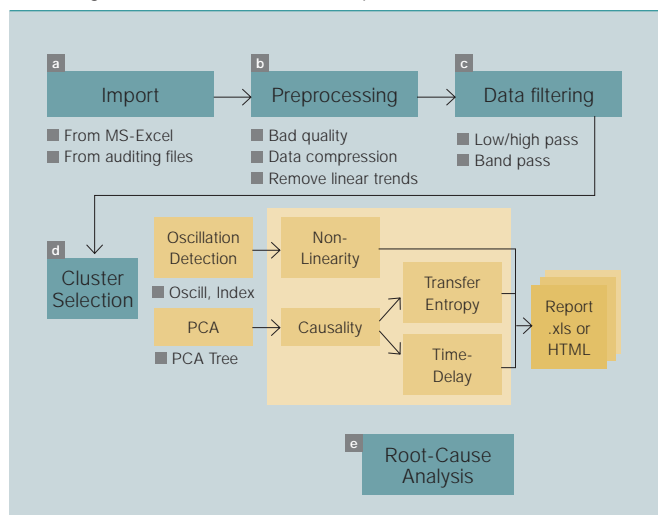 a
Import
From MS-Excel
From auditing files
b
Preprocessing
Bad quality
Data compression
Remove linear trends
c
Data filtering
Low/high pass
Band pass
d
Cluster
Selection
Oscillation
Detection
Oscill, Index
PCA
PCA Tree
Non-
Linearity
Causality
Transfer
Entropy
Time-
Delay
Report
.xls or
HTML
e
Root-Cause
Analysis